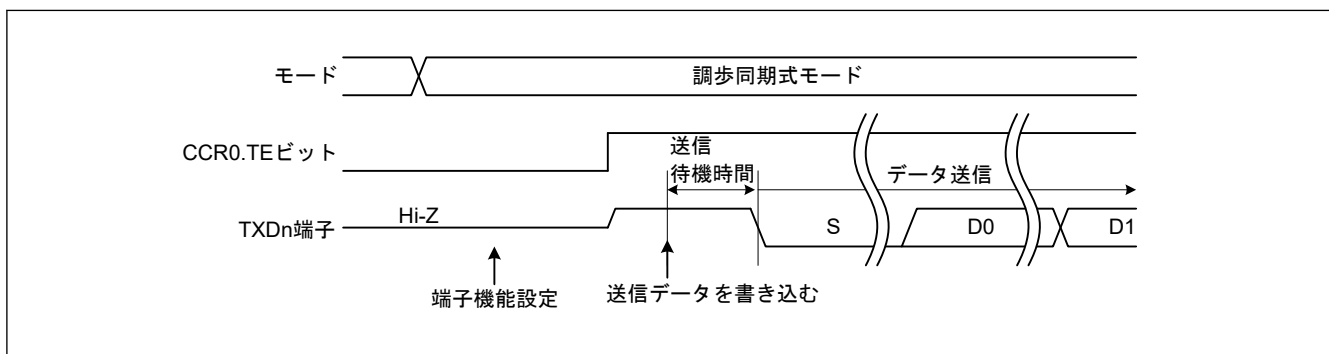 モード
調歩同期式モード
CCR0.TEビット
送信
待機時間
データ送信
TXDn端子
Hi-Z
S
D0
D1
端子機能設定
送信データを書き込む